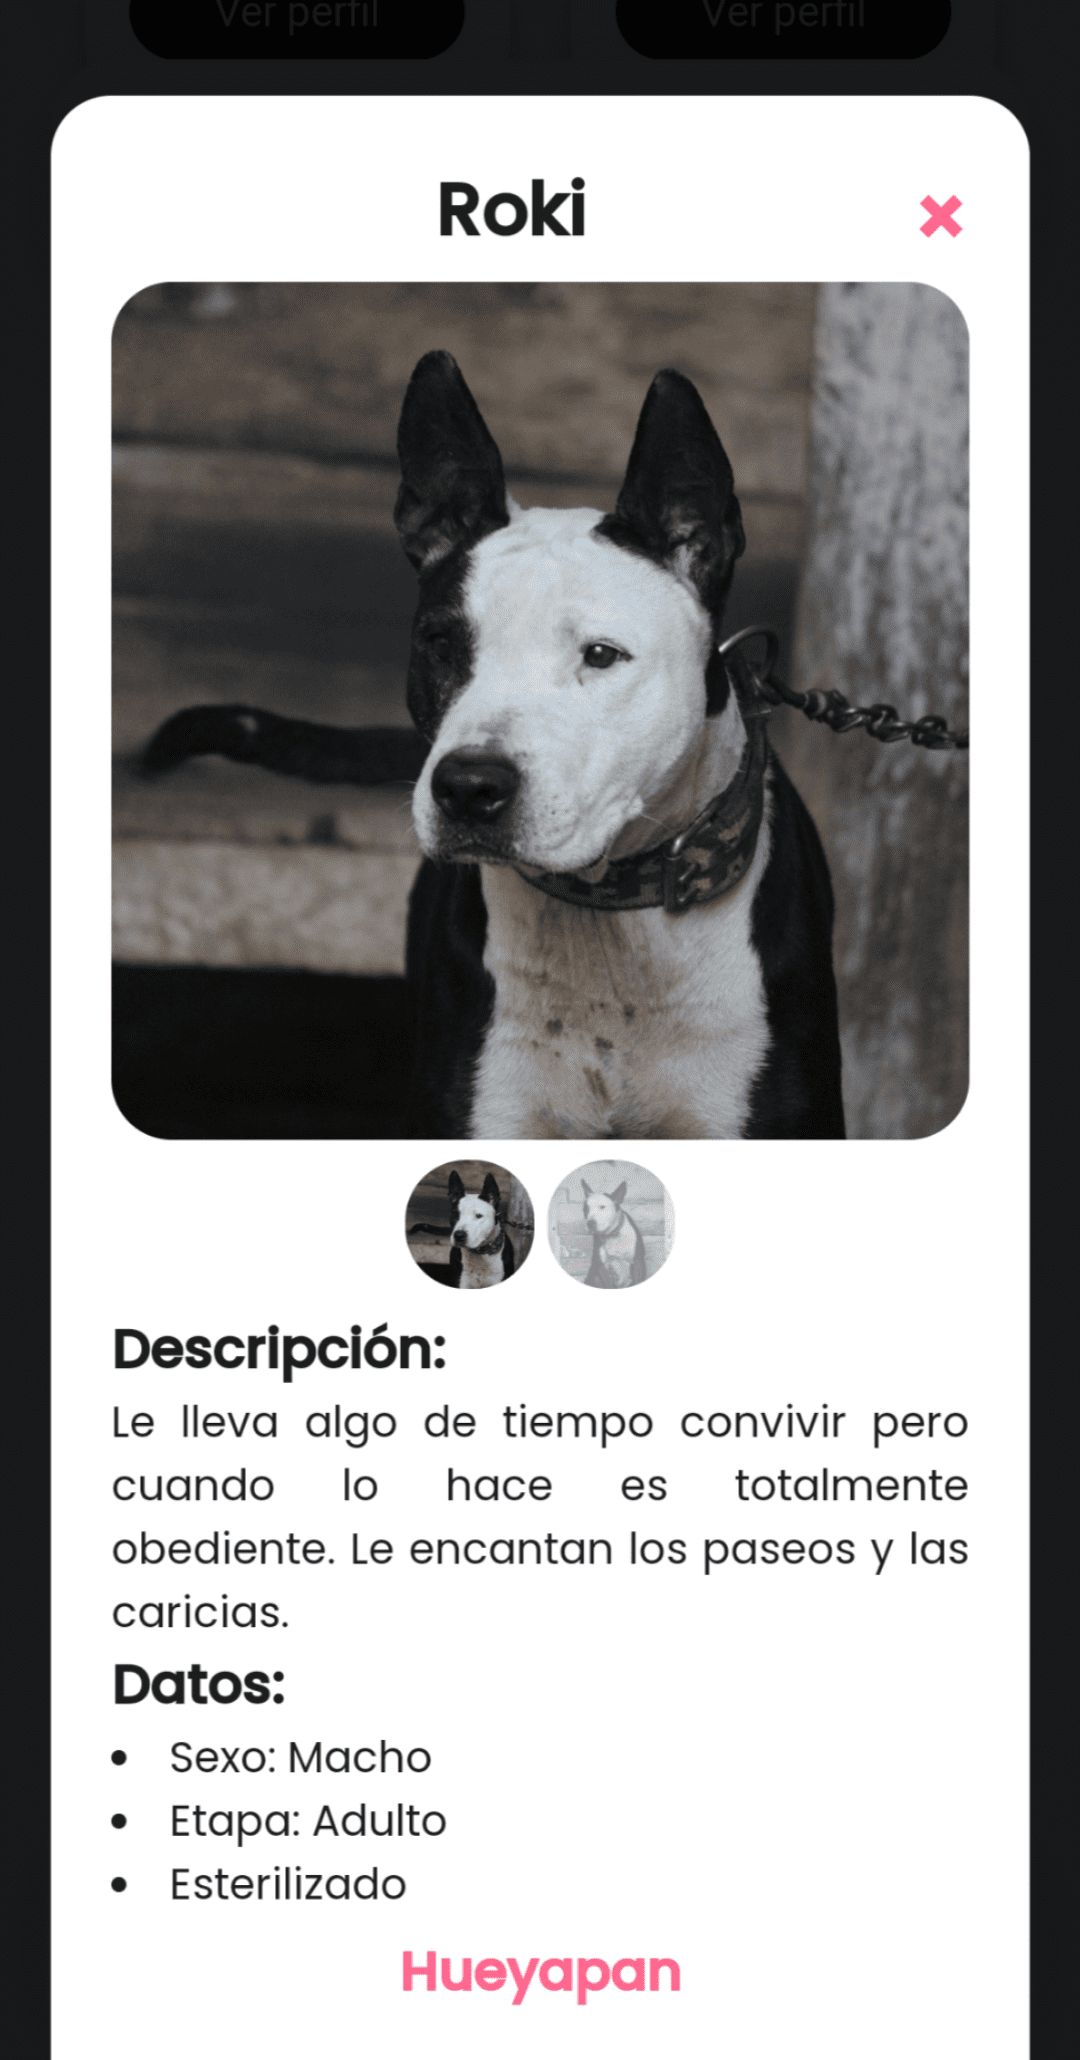 Ver perfil Ver perfil
Roki
Descripción:
Le lleva algo de tiempo convivir pero
cuando lo hace es totalmente
obediente. Le encantan los paseos y las
caricias.
Datos:
• Sexo: Macho
• Etapa: Adulto
• Esterilizado
Hueyapan